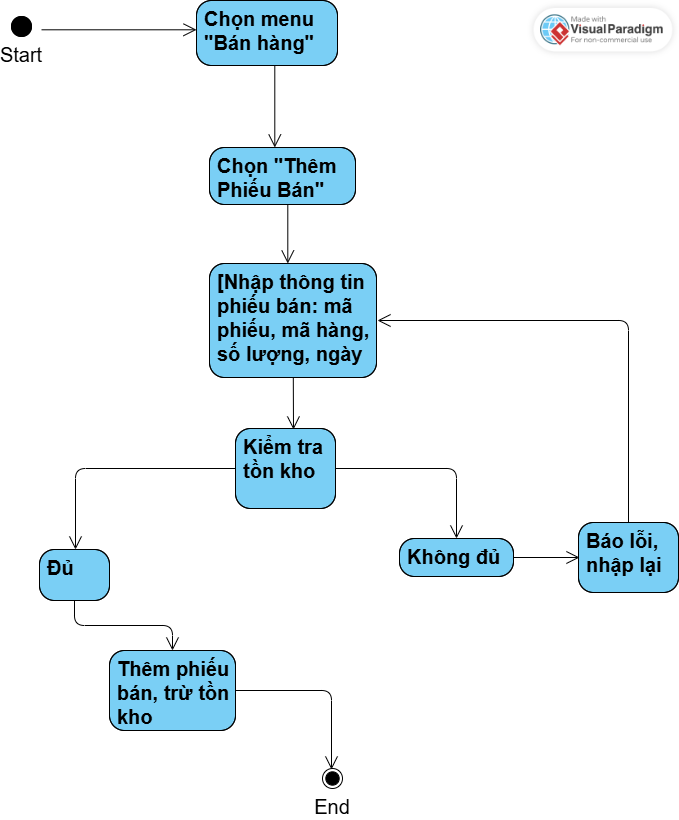 Made with
VisualParadigm
For non-commercial use
Start
Chọn menu
"Bán hàng"
Chọn "Thêm
Phiếu Bán"
[Nhập thông tin
phiếu bán: mã
phiếu, mã hàng,
số lượng, ngày
Kiểm tra
tồn kho
Đủ
Không đủ
Báo lỗi,
nhập lại
Thêm phiếu
bán, trừ tồn
kho
End